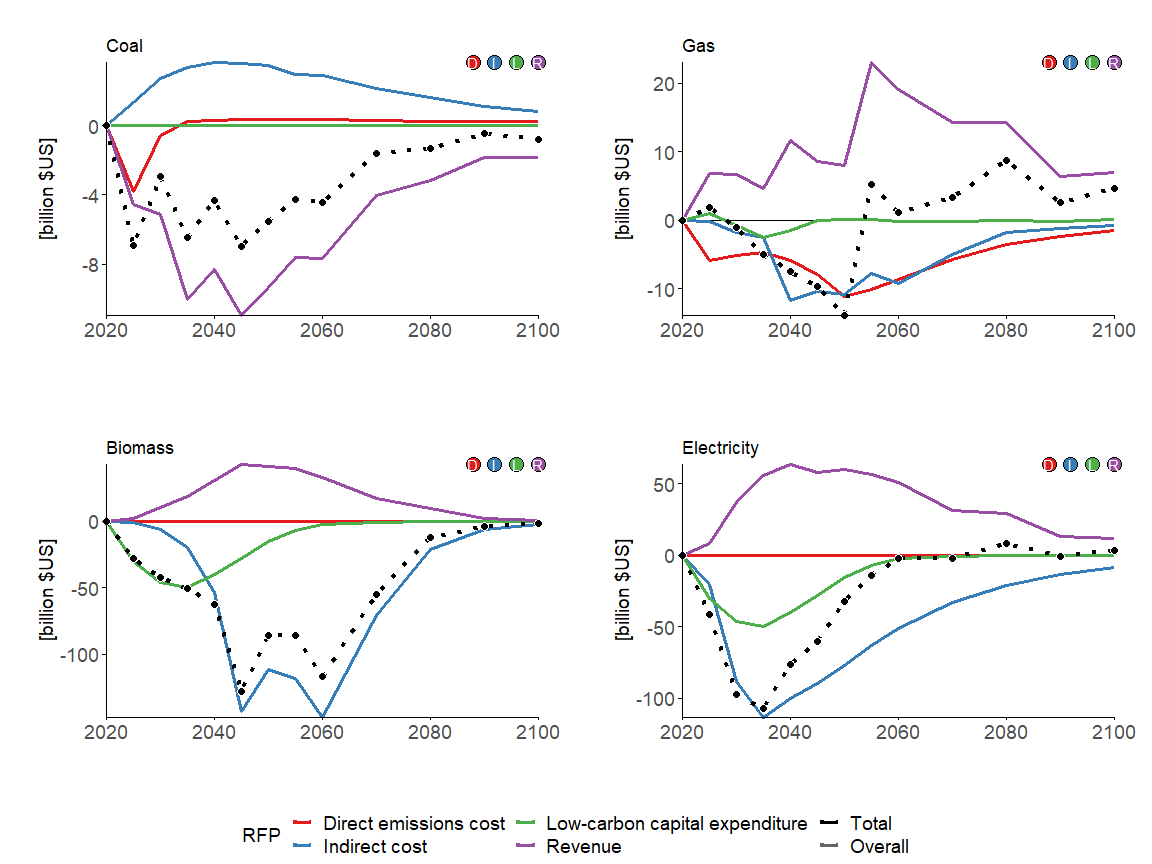 Coal
D I L R
[billion $US]
0
-4
-8
2020 2040 2060 2080 2100
Gas
D I L R
[billion $US]
20
10
0
-10
2020 2040 2060 2080 2100
Biomass
D I L R
[billion $US]
0
-50
-100
2020 2040 2060 2080 2100
Electricity
D I L R
[billion $US]
50
0
-50
-100
2020 2040 2060 2080 2100
RFP
Direct emissions cost Low-carbon capital expenditure Total
Indirect cost Revenue Overall